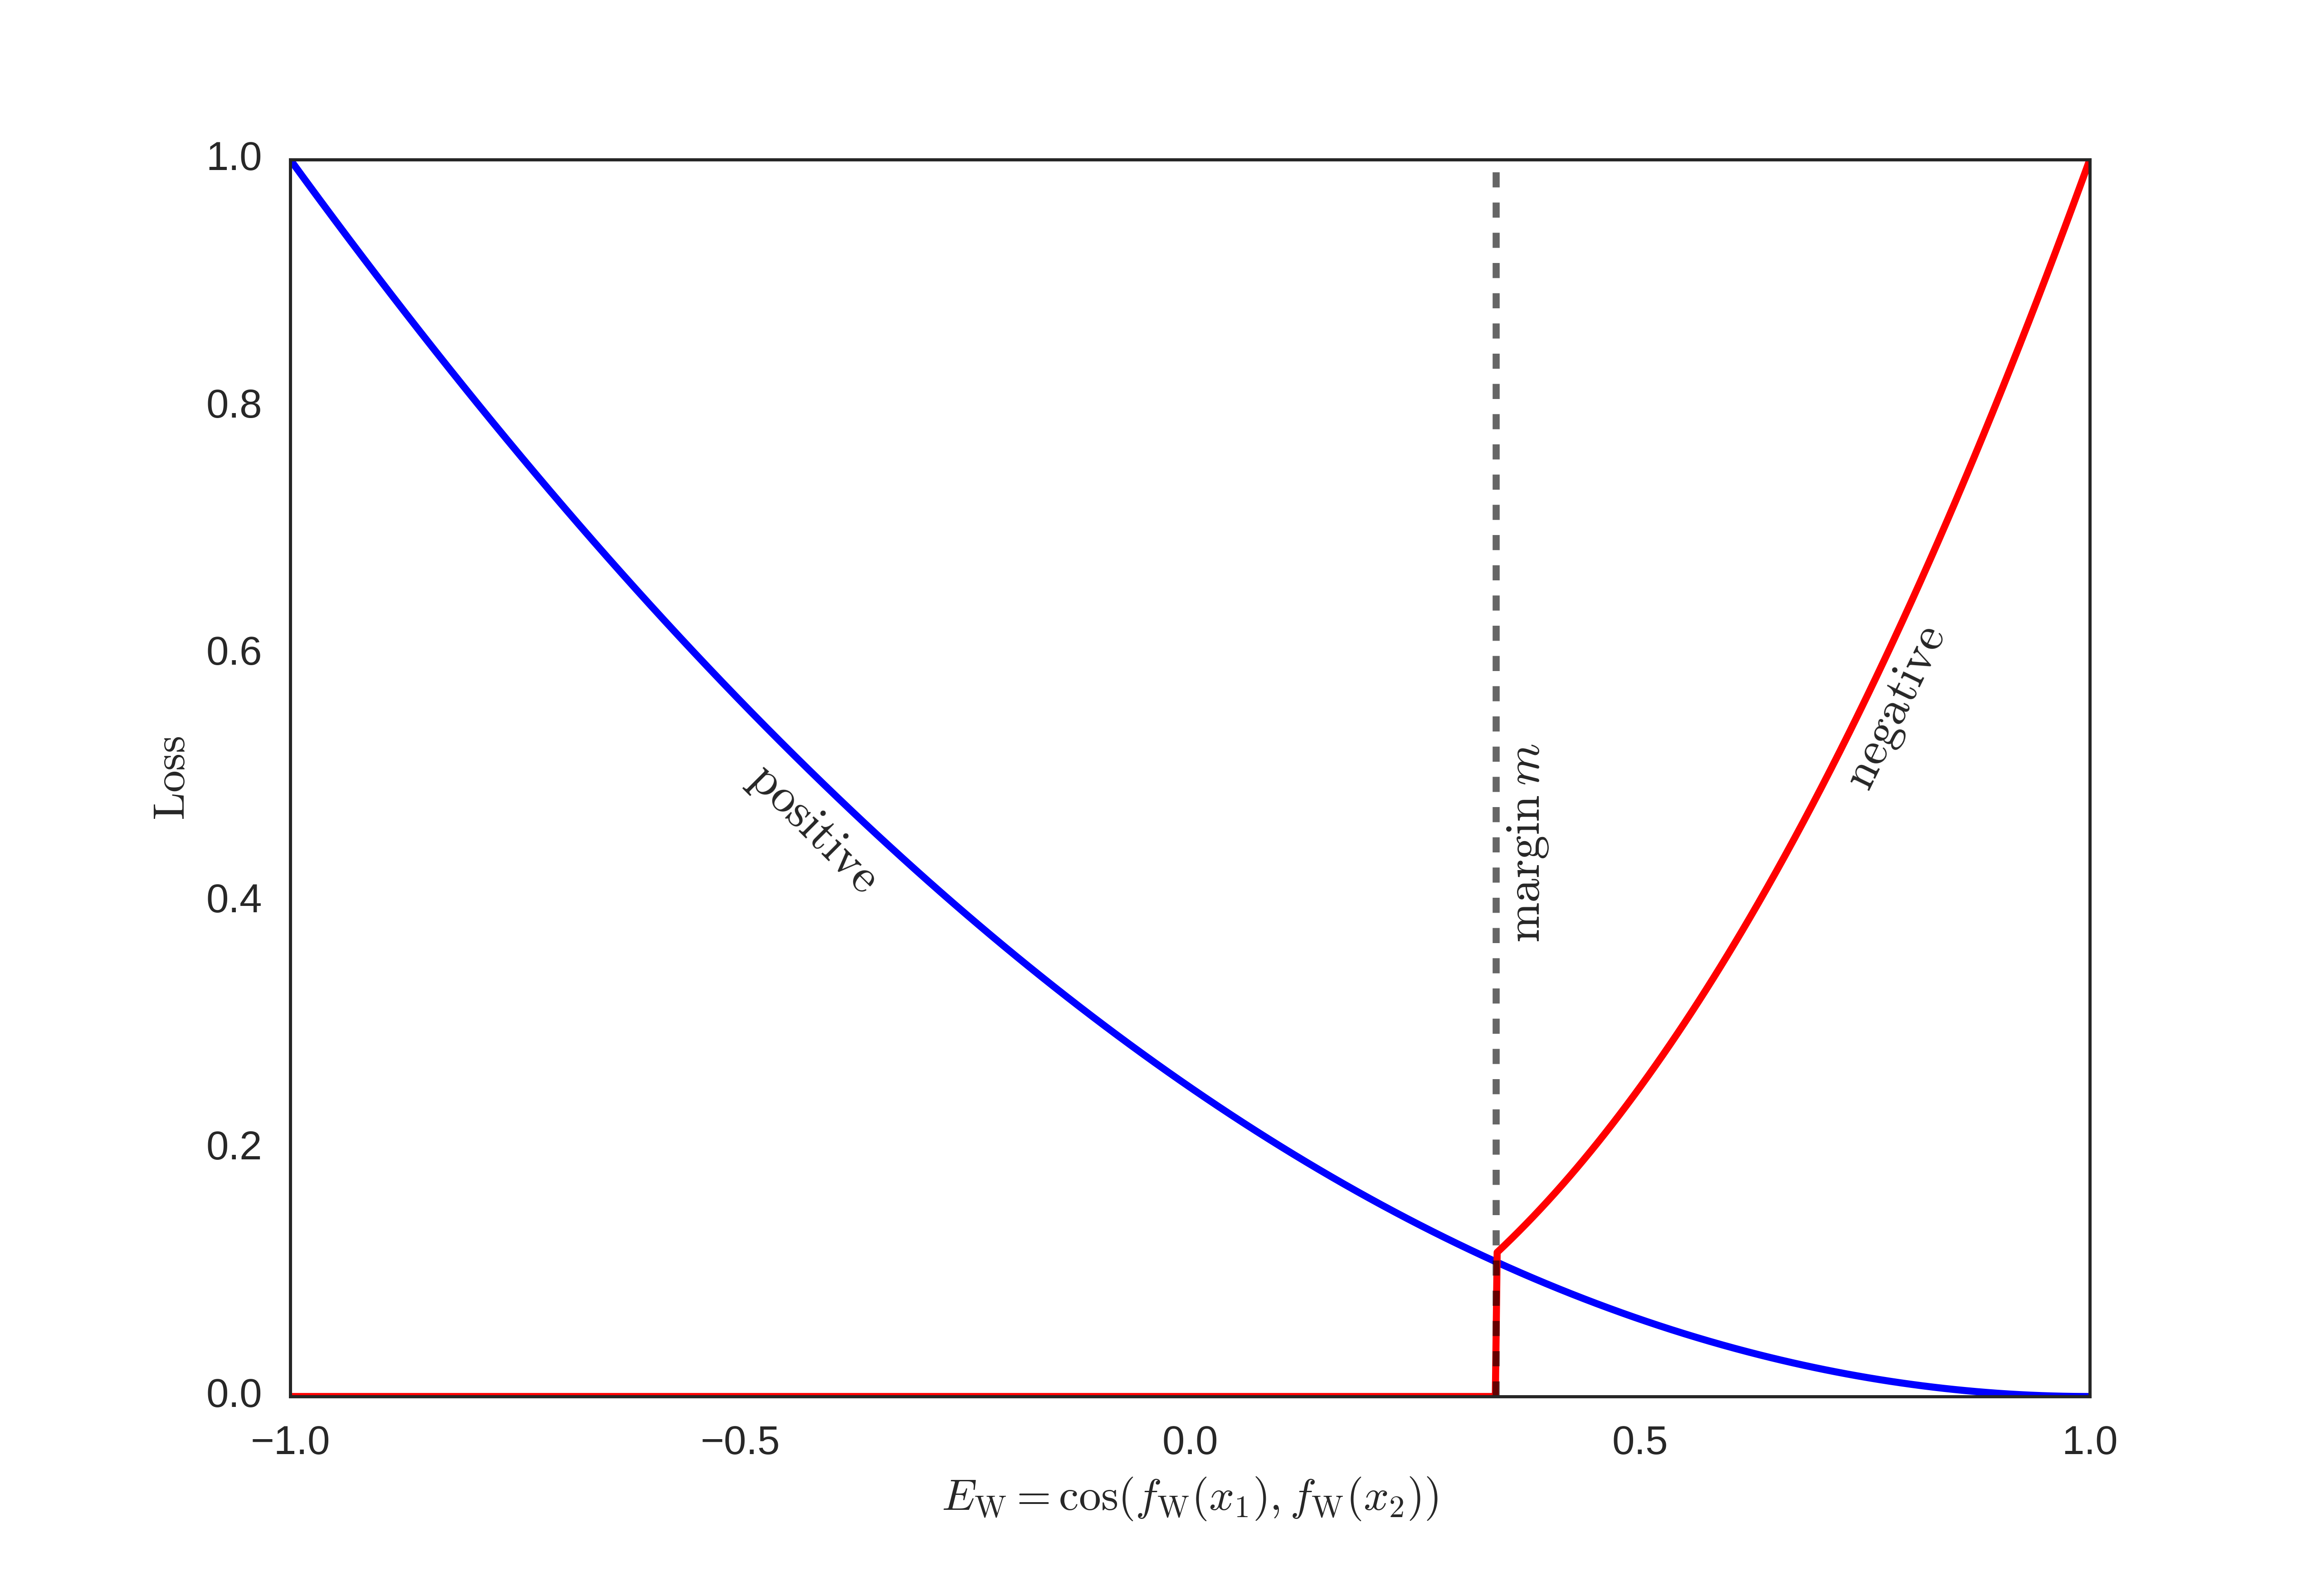 1.0
0.8
0.6
0.4
0.2
0.0
Loss
positive
margin m
negative
−1.0 −0.5 0.0 0.5 1.0
E_W = cos(f_W(x_1), f_W(x_2))